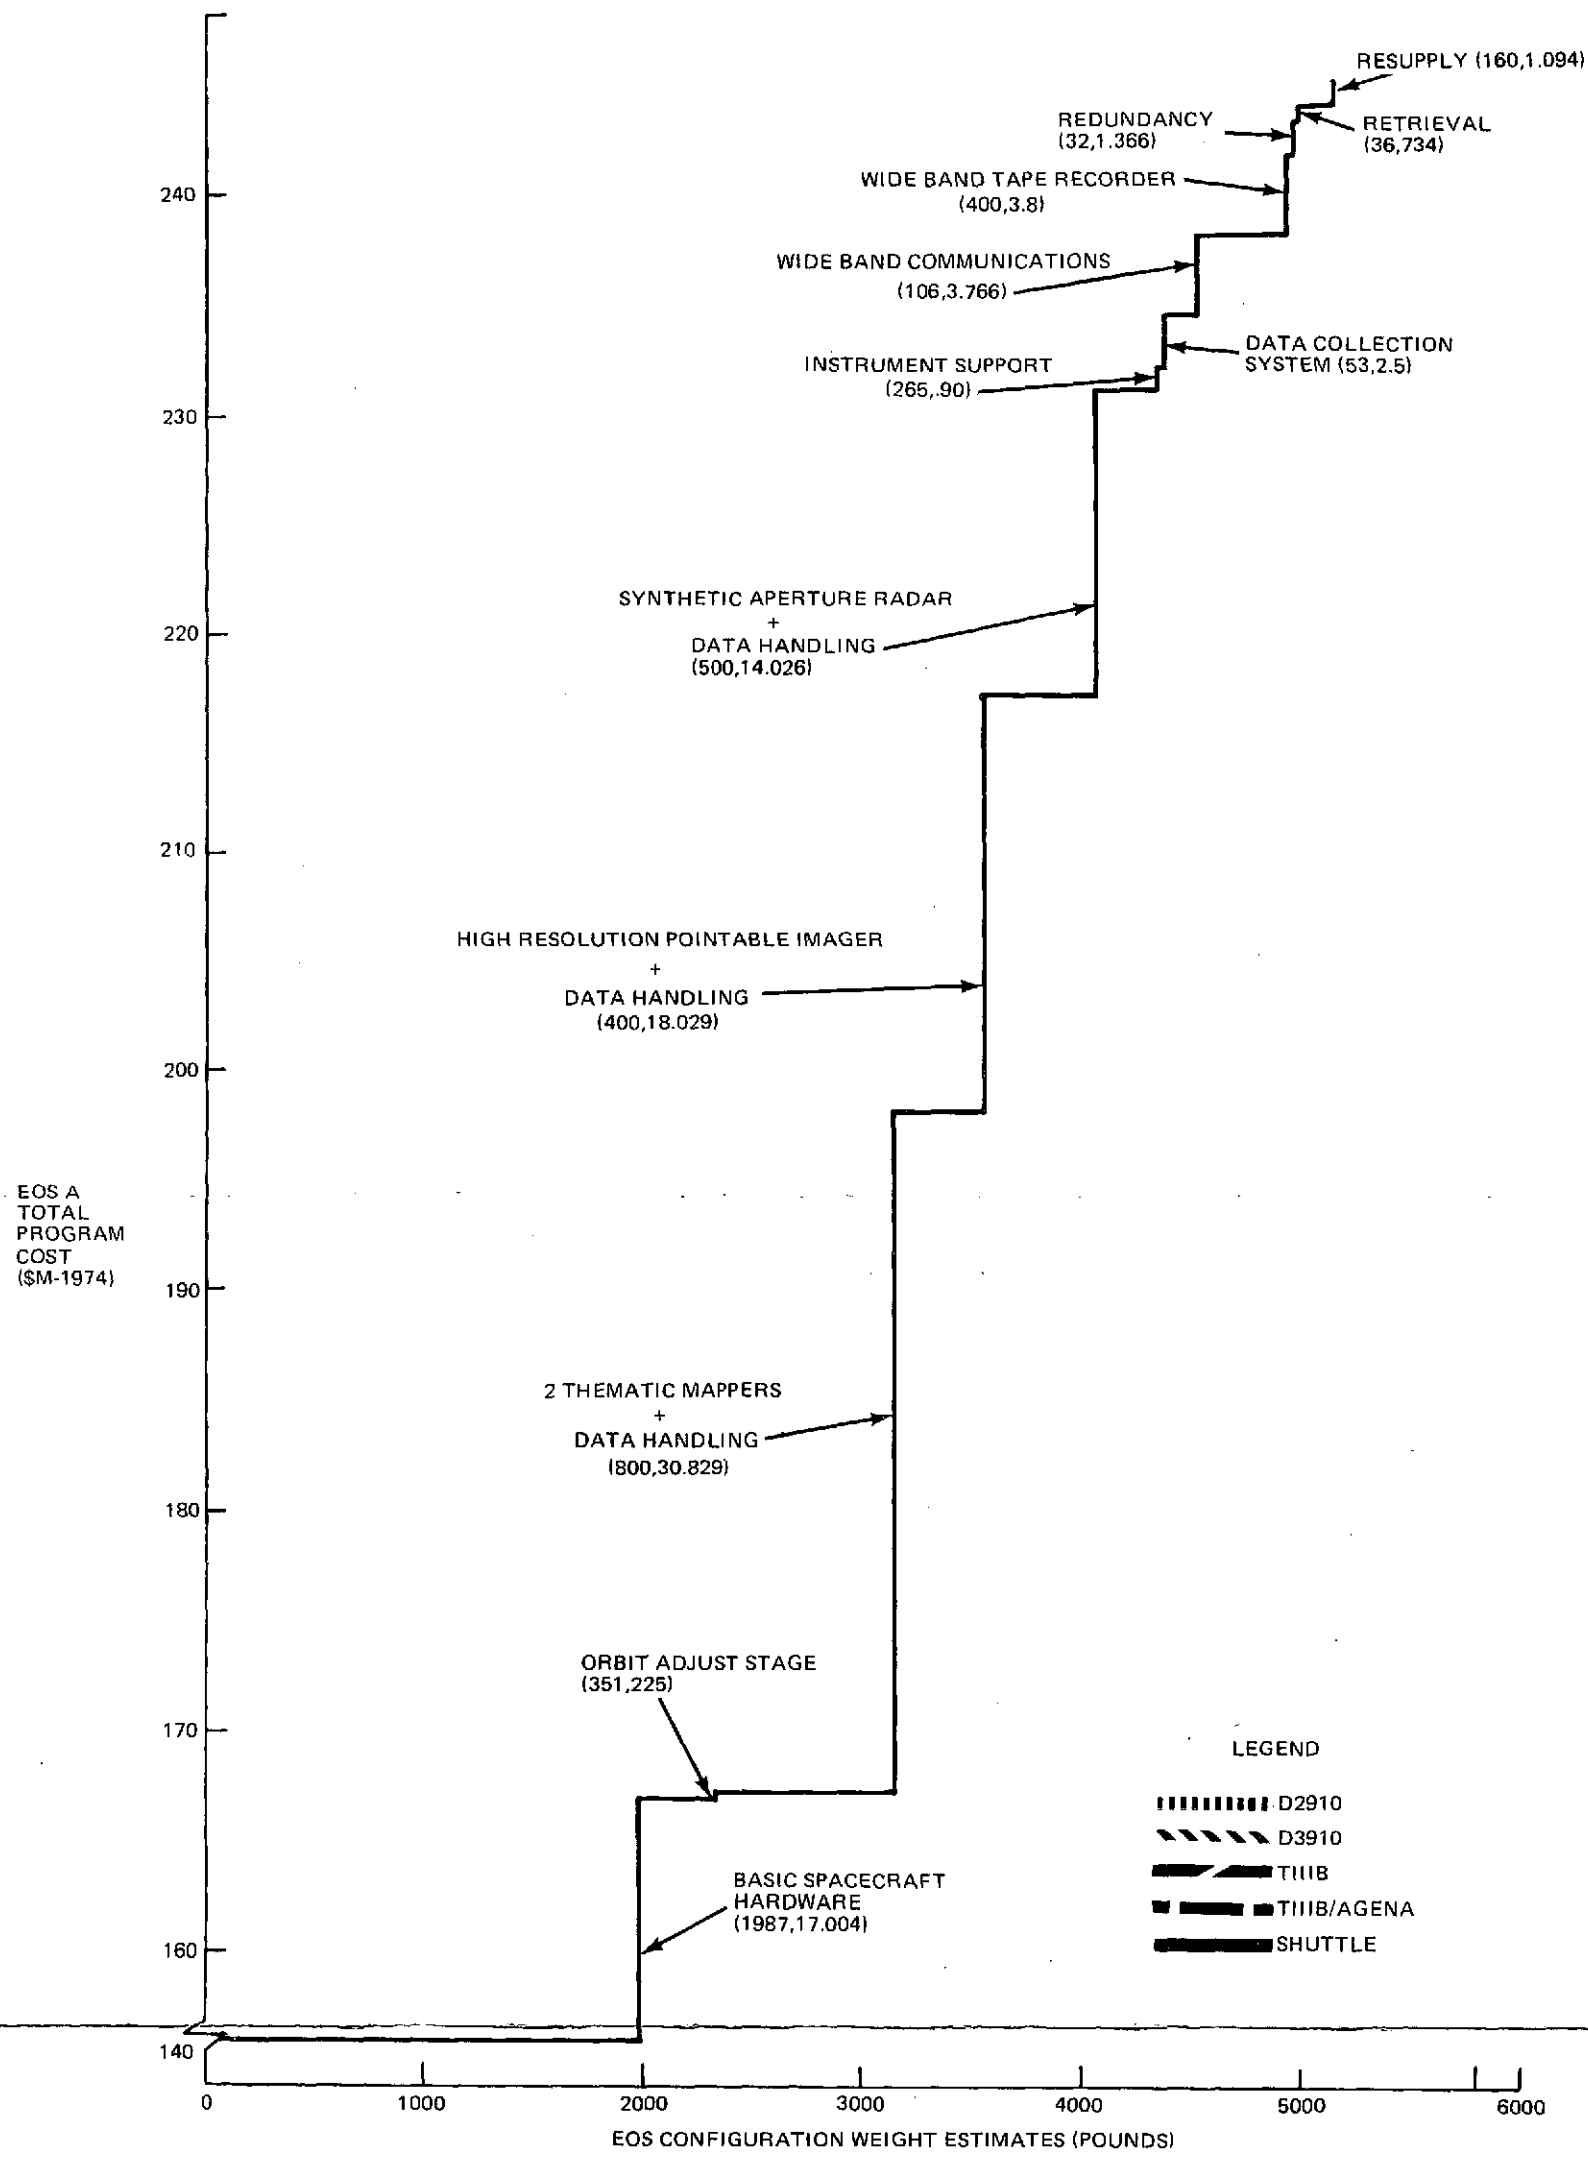 RESUPPLY (160,1.094)
REDUNDANCY
(32,1.366)
RETRIEVAL
(36,734)
WIDE BAND TAPE RECORDER
(400,3.8)
240
WIDE BAND COMMUNICATIONS
(106,3.766)
DATA COLLECTION
SYSTEM (53,2.5)
INSTRUMENT SUPPORT
(265,.90)
230
SYNTHETIC APERTURE RADAR
+
DATA HANDLING
(500,14.026)
220
210
HIGH RESOLUTION POINTABLE IMAGER
+
DATA HANDLING
(400,18.029)
200
EOS A
TOTAL
PROGRAM
COST
($M-1974)
190
2 THEMATIC MAPPERS
+
DATA HANDLING
(800,30.829)
180
ORBIT ADJUST STAGE
(351,225)
170
LEGEND
D2910
D3910
TIIIB
TIIIB/AGENA
SHUTTLE
BASIC SPACECRAFT
HARDWARE
(1987,17.004)
160
140
0 1000 2000 3000 4000 5000 6000
EOS CONFIGURATION WEIGHT ESTIMATES (POUNDS)